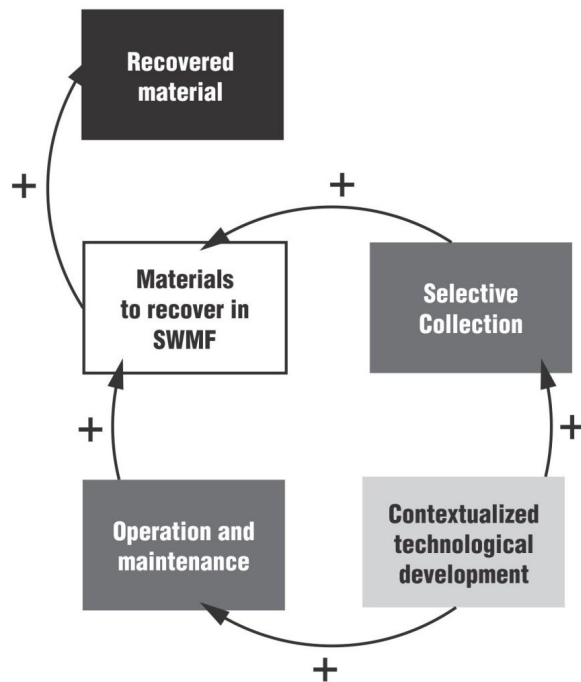 Recovered
material
+
+
Materials
to recover in
SWMF
Selective
Collection
+
+
Operation and
maintenance
Contextualized
technological
development
+